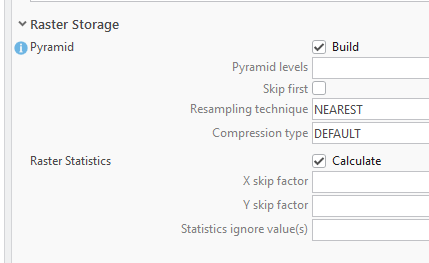 Raster Storage
Pyramid
Build
Pyramid levels
Skip first
Resampling technique NEAREST
Compression type DEFAULT
Raster Statistics
Calculate
X skip factor
Y skip factor
Statistics ignore value(s)